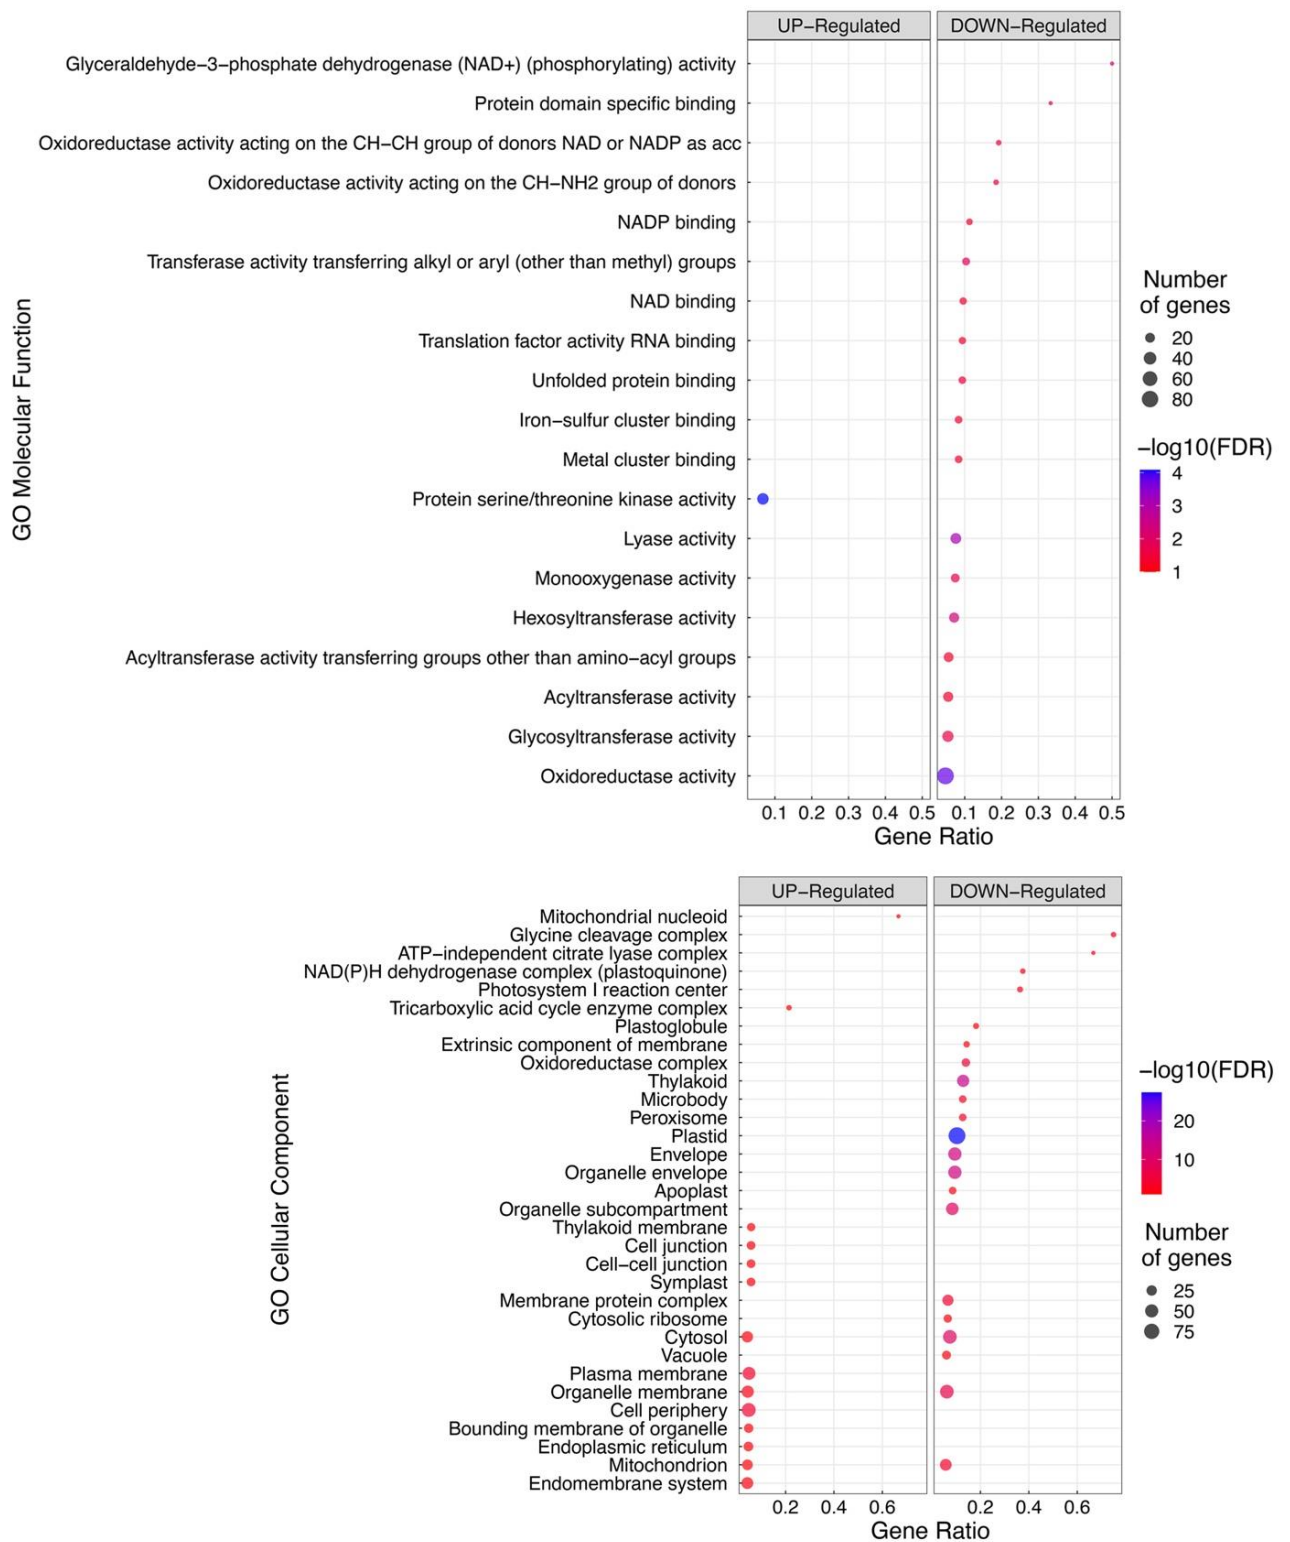 UP−Regulated
DOWN−Regulated
GO Molecular Function
Glyceraldehyde−3−phosphate dehydrogenase (NAD+) (phosphorylating) activity
Protein domain specific binding
Oxidoreductase activity acting on the CH−CH group of donors NAD or NADP as acc
Oxidoreductase activity acting on the CH−NH2 group of donors
NADP binding
Transferase activity transferring alkyl or aryl (other than methyl) groups
NAD binding
Translation factor activity RNA binding
Unfolded protein binding
Iron−sulfur cluster binding
Metal cluster binding
Protein serine/threonine kinase activity
Lyase activity
Monooxygenase activity
Hexosyltransferase activity
Acyltransferase activity transferring groups other than amino−acyl groups
Acyltransferase activity
Glycosyltransferase activity
Oxidoreductase activity
0.1 0.2 0.3 0.4 0.5
0.1 0.2 0.3 0.4 0.5
Gene Ratio
Number
of genes
20
40
60
80
−log10(FDR)
4
3
2
1
UP−Regulated
DOWN−Regulated
GO Cellular Component
Mitochondrial nucleoid
Glycine cleavage complex
ATP−independent citrate lyase complex
NAD(P)H dehydrogenase complex (plastoquinone)
Photosystem I reaction center
Tricarboxylic acid cycle enzyme complex
Plastoglobule
Extrinsic component of membrane
Oxidoreductase complex
Thylakoid
Microbody
Peroxisome
Plastid
Envelope
Organelle envelope
Apoplast
Organelle subcompartment
Thylakoid membrane
Cell junction
Cell−cell junction
Symplast
Membrane protein complex
Cytosolic ribosome
Cytosol
Vacuole
Plasma membrane
Organelle membrane
Cell periphery
Bounding membrane of organelle
Endoplasmic reticulum
Mitochondrion
Endomembrane system
0.2 0.4 0.6
0.2 0.4 0.6
Gene Ratio
−log10(FDR)
20
10
Number
of genes
25
50
75